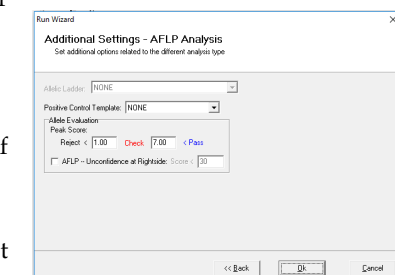 Run Wizard
Additional Settings - AFLP Analysis
Set additional options related to the different analysis type
Allelic Ladder: NONE
Positive Control Template: NONE
Allele Evaluation
Peak Score:
Reject < 1.00 Check 7.00 < Pass
AFLP -- Unconfidence at Rightside: Score < 30
f
t
<< Back Ok Cancel